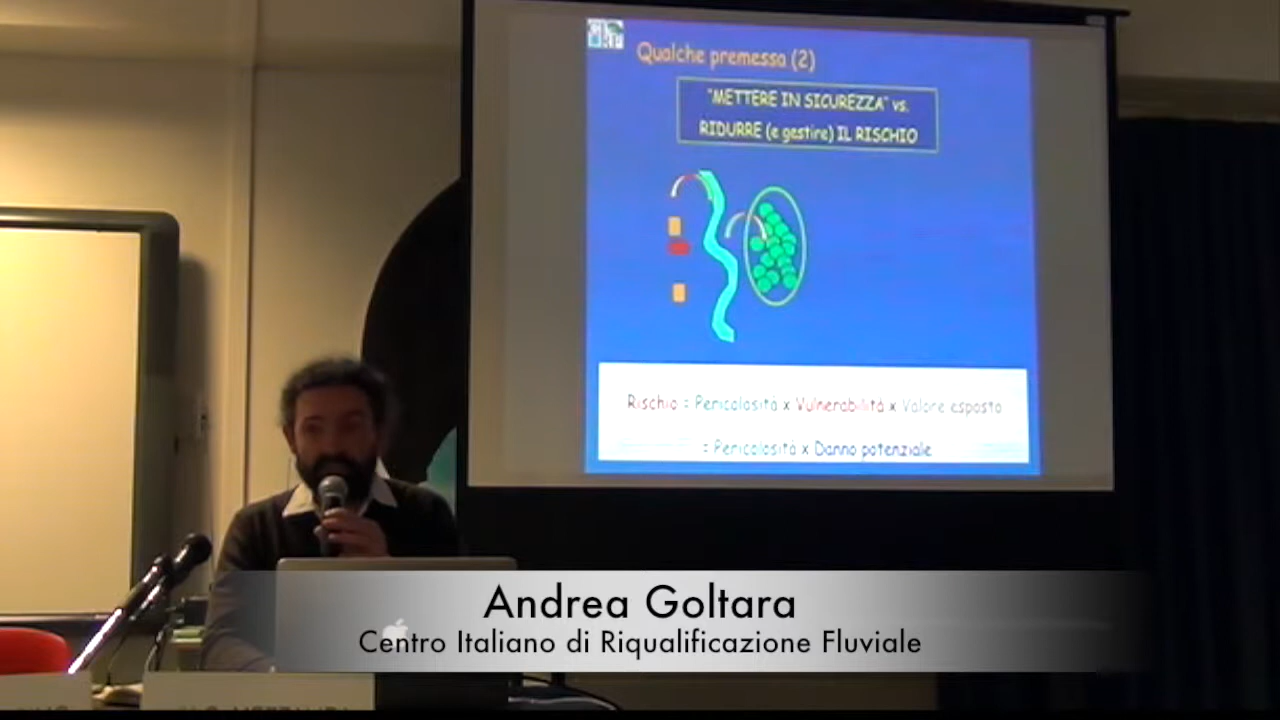 Qualche premessa (2)
"METTERE IN SICUREZZA" vs.
RIDURRE (e gestire) IL RISCHIO
Rischio = Pericolosità x Vulnerabilità x Valore esposto
= Pericolosità x Danno potenziale
Andrea Goltara
Centro Italiano di Riqualificazione Fluviale